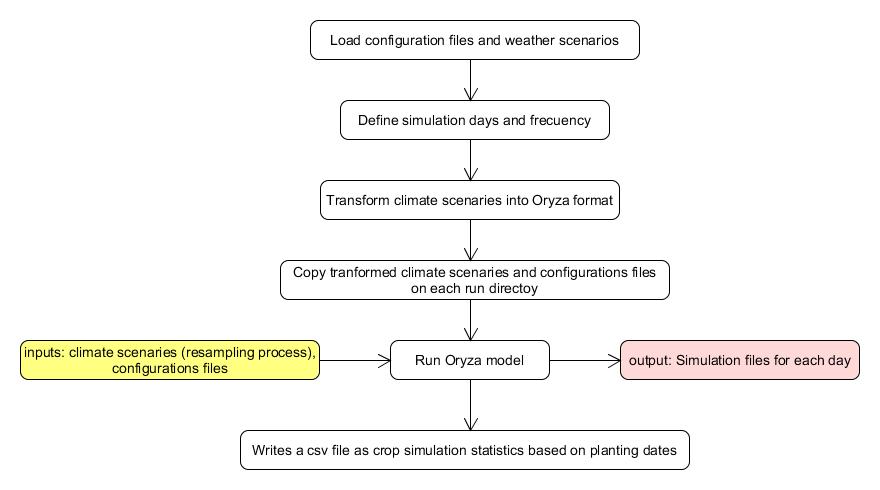 Load configuration files and weather scenarios
Define simulation days and frecuency
Transform climate scenarios into Oryza format
Copy tranformed climate scenarios and configurations files
on each run directoy
inputs: climate scenaries (resampling process),
configurations files
Run Oryza model
output: Simulation files for each day
Writes a csv file as crop simulation statistics based on planting dates